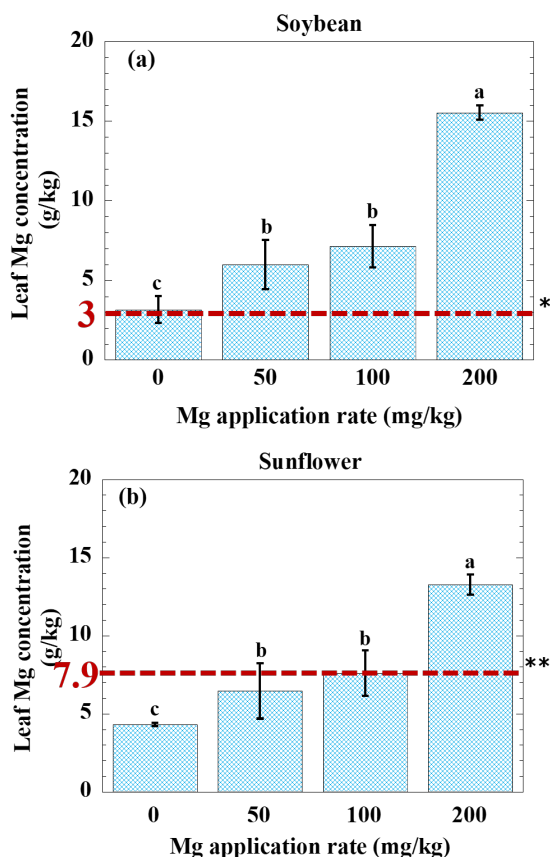 Soybean
(a)
Leaf Mg concentration
(g/kg)
20
15
10
5
0
3
c
b
b
a
*
0 50 100 200
Mg application rate (mg/kg)
Sunflower
(b)
Leaf Mg concentration
(g/kg)
20
15
10
5
0
7.9
c
b
b
a
**
0 50 100 200
Mg application rate (mg/kg)